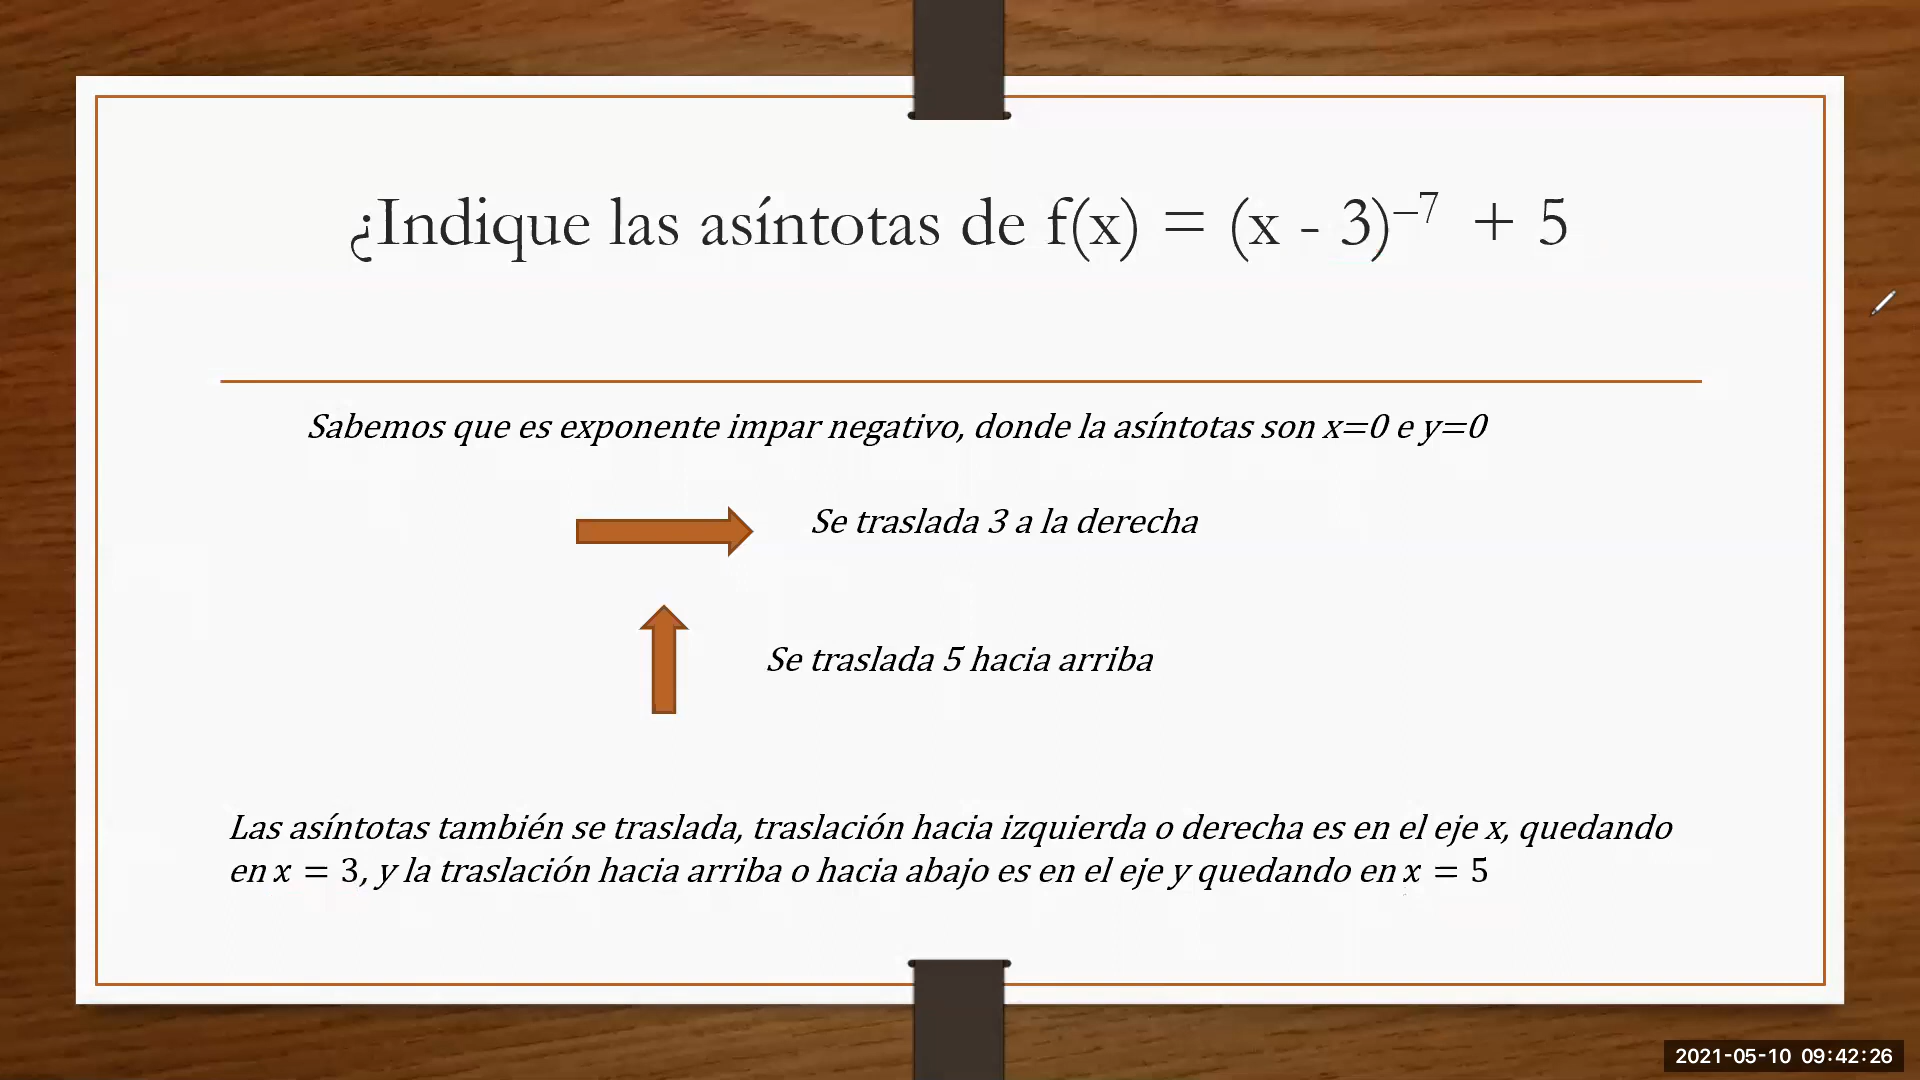 ¿Indique las asíntotas de f(x) = (x - 3)⁻⁷ + 5
Sabemos que es exponente impar negativo, donde la asíntotas son x=0 e y=0
Se traslada 3 a la derecha
Se traslada 5 hacia arriba
Las asíntotas también se traslada, traslación hacia izquierda o derecha es en el eje x, quedando
en x = 3, y la traslación hacia arriba o hacia abajo es en el eje y quedando en x = 5
2021-05-10 09:42:26